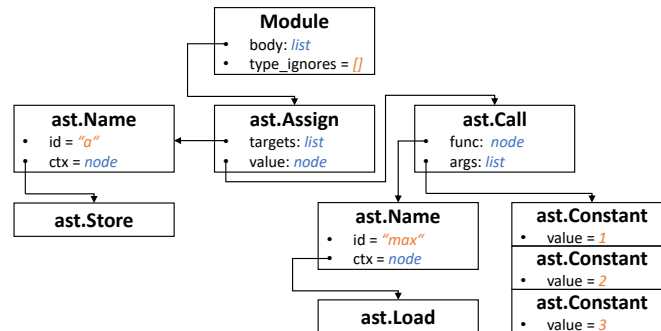 Module
• body: list
• type_ignores = []
ast.Name
• id = “a“
• ctx = node
ast.Assign
• targets: list
• value: node
ast.Call
• func: node
• args: list
ast.Store
ast.Name
• id = “max“
• ctx = node
ast.Constant
• value = 1
ast.Constant
• value = 2
ast.Constant
• value = 3
ast.Load